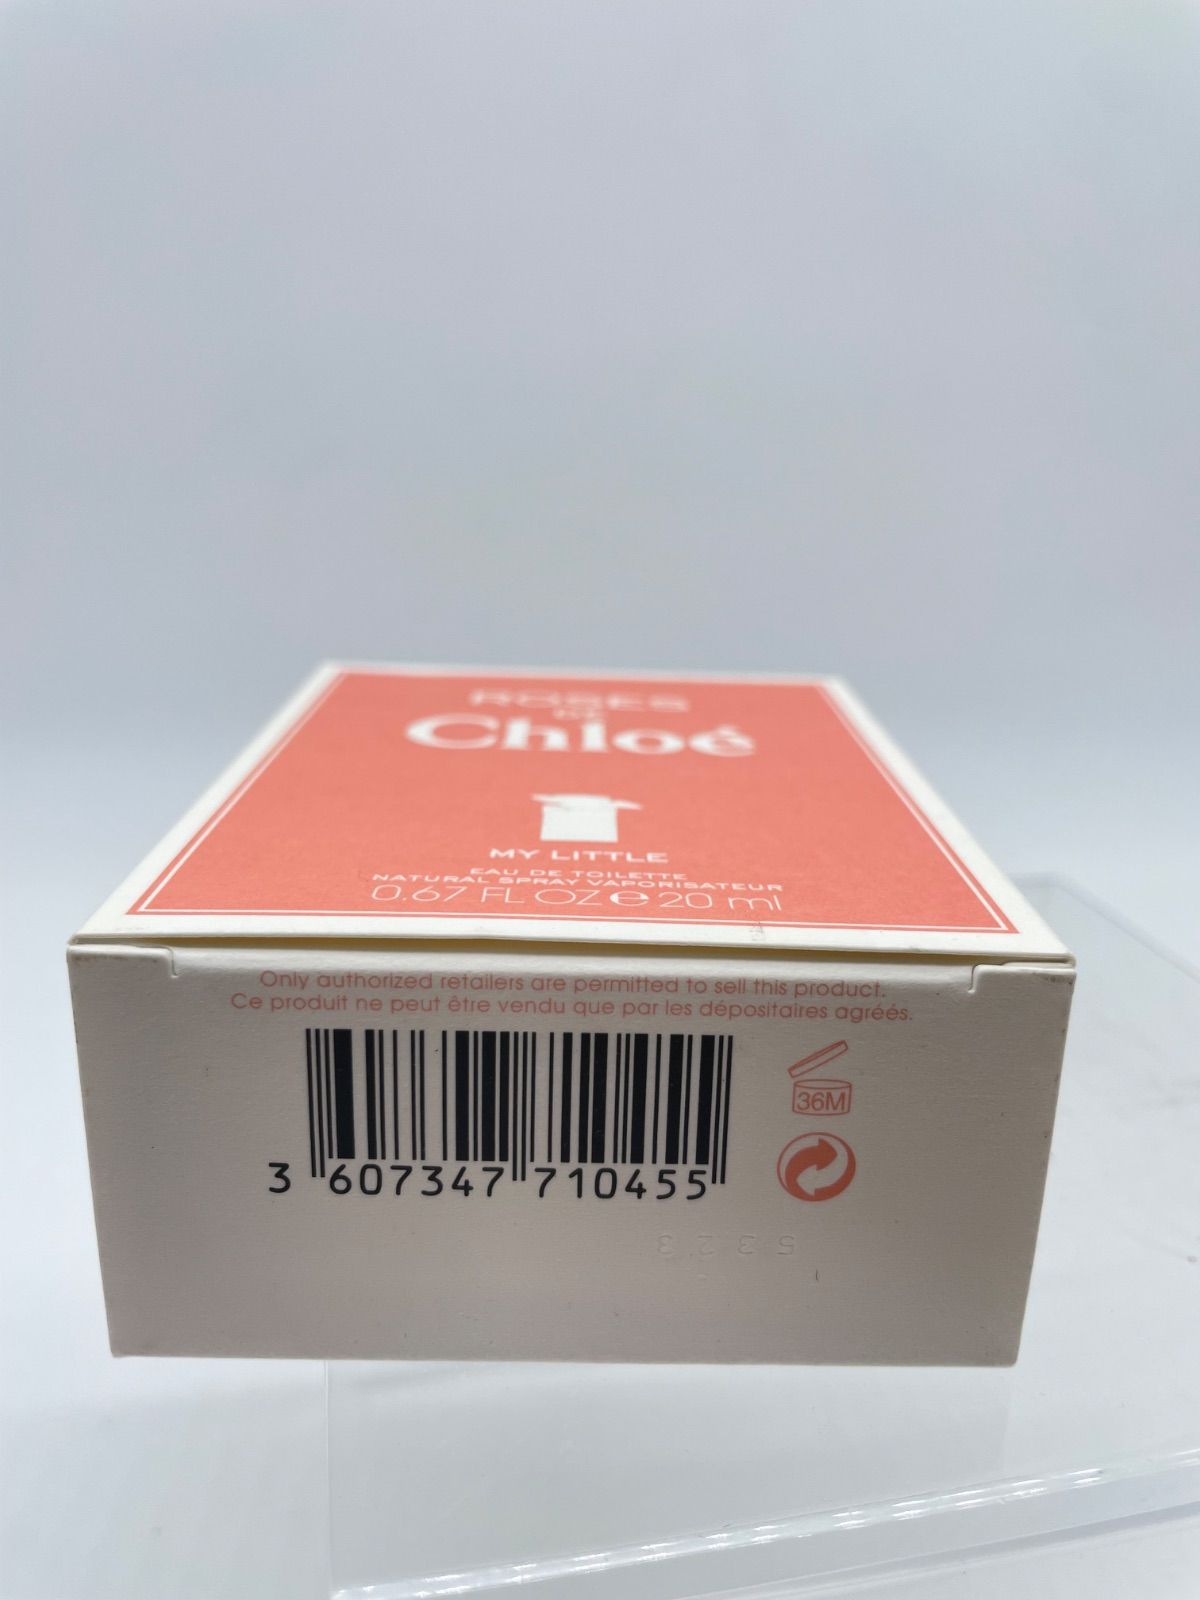 ROSES
DE
Chloé
MY LITTLE
EAU DE TOILETTE
NATURAL SPRAY VAPORISATEUR
0.67 FL OZ ℮ 20 ml
Only authorized retailers are permitted to sell this product.
Ce produit ne peut être vendu que par les dépositaires agréés.
36M
3 607347 710455
5323